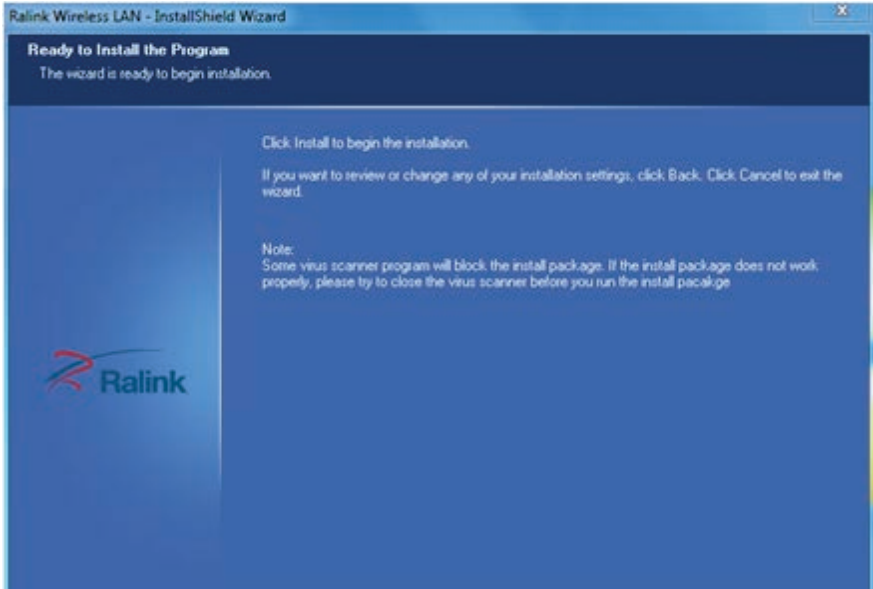 Ralink Wireless LAN - InstallShield Wizard
X
Ready to Install the Program
The wizard is ready to begin installation.
Click Install to begin the installation.
If you want to review or change any of your installation settings, click Back. Click Cancel to exit the
wizard.
Note:
Some virus scanner program will block the install package. If the install package does not work
properly, please try to close the virus scanner before you run the install pacakge
Ralink